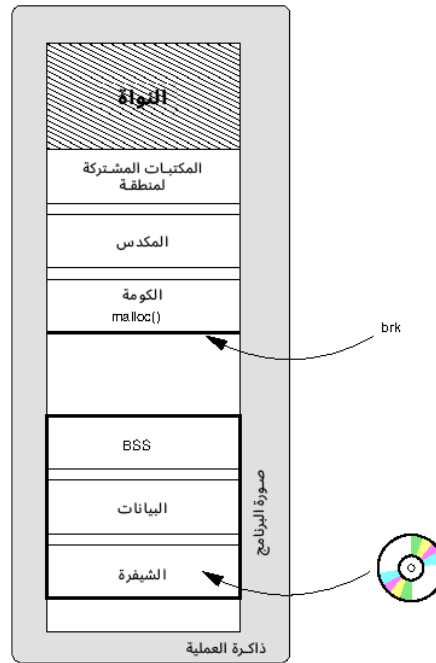 النواة
المكتبات المشتركة
لمنطقة
المكدس
الكومة
malloc()
brk
BSS
البيانات
الشيفرة
صورة البرنامج
ذاكرة العملية